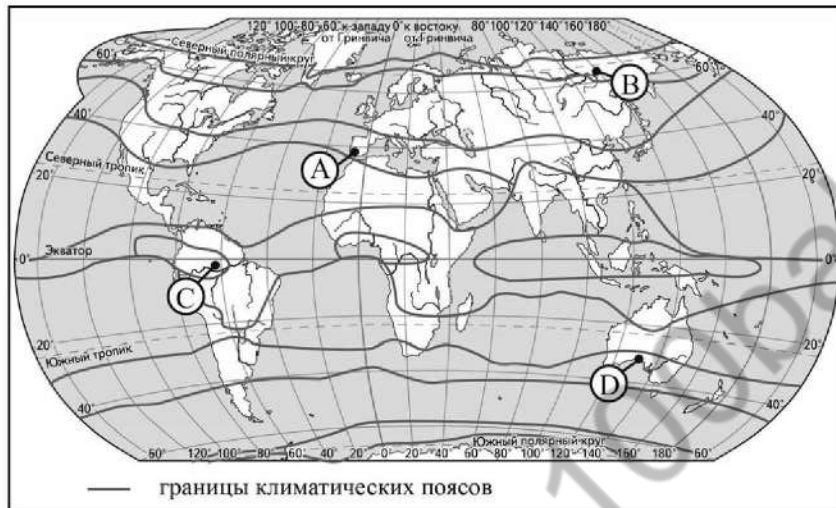 120° 100° 80° 60° к западу 0° к востоку 80° 100° 120° 140° 160° 180°
от Гринвича от Гринвича
Северный полярный круг
60° 60°
B
40° 40°
A
Северный тропик
20° 20°
Экватор
0° 0°
C
20° 20°
Южный тропик
D
40° 40°
Южный полярный круг
60° 120° 100° 80° 60° 40° 20° 0° 20° 40° 60° 80° 100° 120° 140° 160° 180° 60°
границы климатических поясов